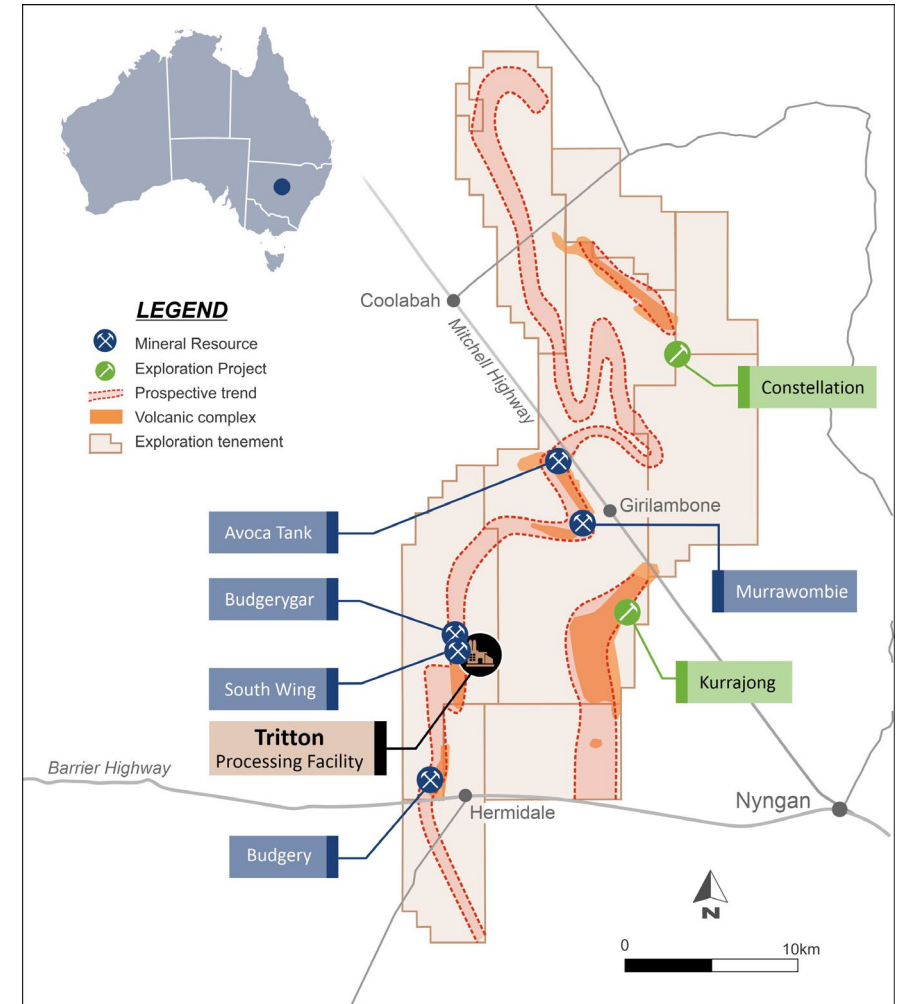 Coolabah
Mitchell Highway
LEGEND
Mineral Resource
Exploration Project
Prospective trend
Volcanic complex
Exploration tenement
Constellation
Avoca Tank
Girilambone
Budgerygar
Murrawombie
South Wing
Kurrajong
Tritton
Processing Facility
Barrier Highway
Hermidale
Nyngan
Budgery
N
0 10km